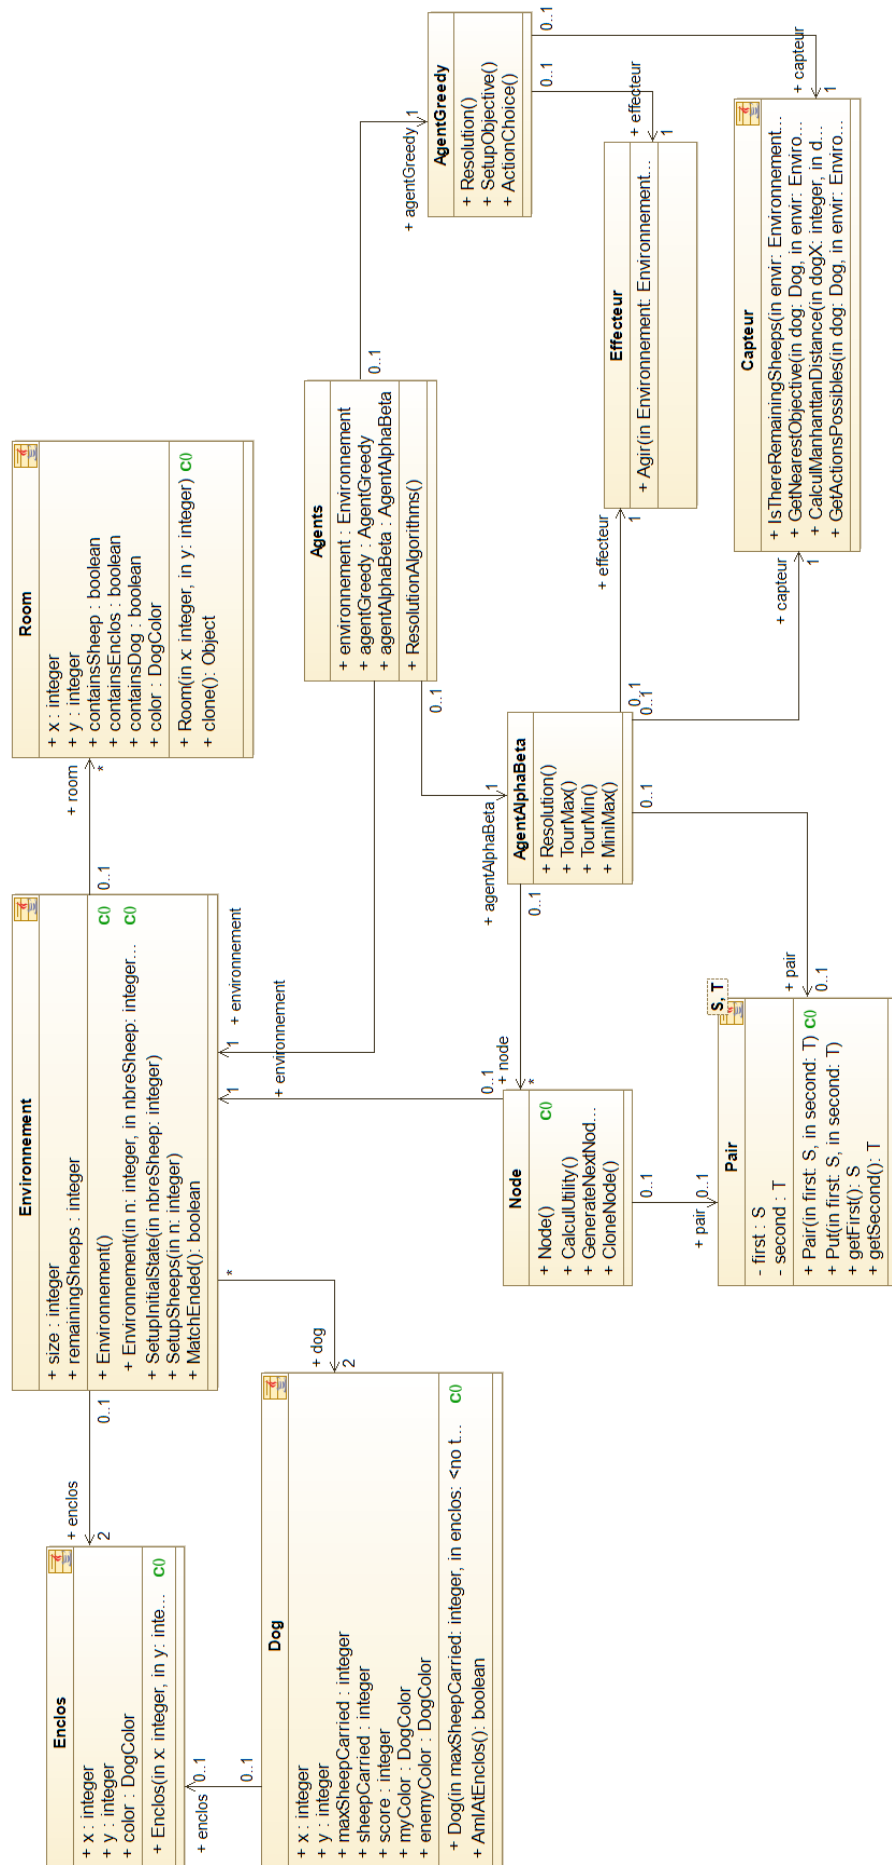 Enclos
+ x : integer
+ y : integer
+ color : DogColor
+ Enclos(in x: integer, in y: inte... C()
+ enclos
2
0..1
+ enclos
0..1
0..1
Dog
+ x : integer
+ y : integer
+ maxSheepCarried : integer
+ sheepCarried : integer
+ score : integer
+ myColor : DogColor
+ enemyColor : DogColor
+ Dog(in maxSheepCarried: integer, in enclos: <no t... C()
+ AmIAtEnclos(): boolean
+ dog
2
*
Environnement
+ size : integer
+ remainingSheeps : integer
+ Environnement() C()
+ Environnement(in n: integer, in nbreSheep: integer... C()
+ SetupInitialState(in nbreSheep: integer)
+ SetupSheeps(in n: integer)
+ MatchEnded(): boolean
0..1
+ room
*
1
+ environnement
1
+ environnement
Room
+ x : integer
+ y : integer
+ containsSheep : boolean
+ containsEnclos : boolean
+ containsDog : boolean
+ color : DogColor
+ Room(in x: integer, in y: integer) C()
+ clone(): Object
Agents
+ environnement : Environnement
+ agentGreedy : AgentGreedy
+ agentAlphaBeta : AgentAlphaBeta
+ ResolutionAlgorithms()
0..1
0..1
+ agentGreedy
1
AgentGreedy
+ Resolution()
+ SetupObjective()
+ ActionChoice()
0..1
0..1
+ effecteur
1
+ capteur
1
+ agentAlphaBeta
1
AgentAlphaBeta
+ Resolution()
+ TourMax()
+ TourMin()
+ MiniMax()
0..1
0..1
0..1
0..1
+ node
*
0..1
Node
+ Node() C()
+ CalculUtility()
+ GenerateNextNod...
+ CloneNode()
0..1
+ pair
0..1
+ pair
0..1
S, T
Pair
- first : S
- second : T
+ Pair(in first: S, in second: T) C()
+ Put(in first: S, in second: T)
+ getFirst(): S
+ getSecond(): T
+ effecteur
1
Effecteur
+ Agir(in Environnement: Environnement...
+ capteur
1
Capteur
+ IsThereRemainingSheeps(in envir: Environnement...
+ GetNearestObjective(in dog: Dog, in envir: Enviro...
+ CalculManhanttanDistance(in dogX: integer, in d...
+ GetActionsPossibles(in dog: Dog, in envir: Enviro...